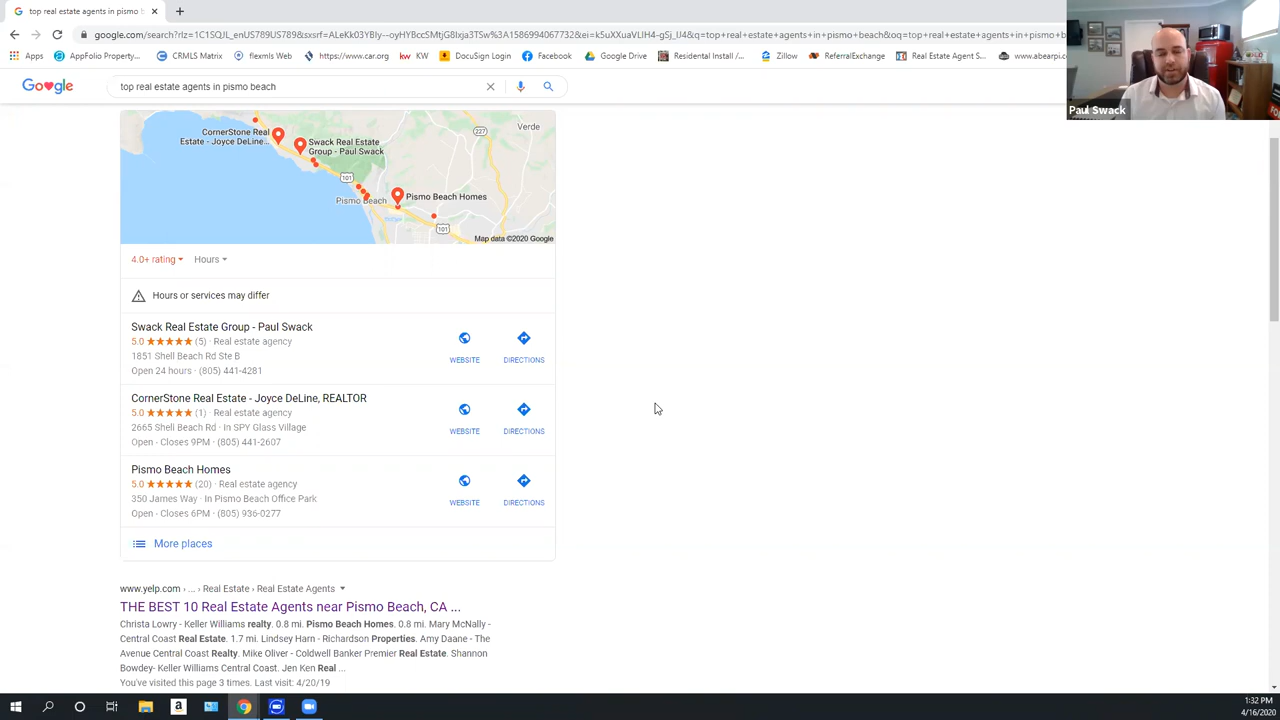 top real estate agents in pismo b
google.com/search?rlz=1C1SQJL_enUS789US789&sxsrf=
&q=top+real+estate+agents+in+pismo+beach&oq=top+real+estate+agents+in+pismo+b
Apps
AppFolio Property...
CRMLS Matrix
flexmls Web
https://www.car.org
KW
DocuSign Login
Facebook
Google Drive
Residental Install /...
Zillow
ReferralExchange
Real Estate Agent S...
www.abearpi.c
Paul Swack
Go gle
top real estate agents in pismo beach
Verde
227
CornerStone Real
Estate - Joyce DeLine...
Swack Real Estate
Group - Paul Swack
101
Pismo Beach
Pismo Beach Homes
101
Map data ©2020 Google
4.0+ rating
Hours
Hours or services may differ
Swack Real Estate Group - Paul Swack
5.0 (5) · Real estate agency
1851 Shell Beach Rd Ste B
Open 24 hours · (805) 441-4281
WEBSITE
DIRECTIONS
CornerStone Real Estate - Joyce DeLine, REALTOR
5.0 (1) · Real estate agency
2665 Shell Beach Rd · In SPY Glass Village
Open · Closes 9PM · (805) 441-2607
WEBSITE
DIRECTIONS
Pismo Beach Homes
5.0 (20) · Real estate agency
350 James Way · In Pismo Beach Office Park
Open · Closes 6PM · (805) 936-0277
WEBSITE
DIRECTIONS
More places
www.yelp.com › ... › Real Estate › Real Estate Agents
THE BEST 10 Real Estate Agents near Pismo Beach, CA ...
Christa Lowry - Keller Williams realty. 0.8 mi. Pismo Beach Homes. 0.8 mi. Mary McNally -
Central Coast Real Estate. 1.7 mi. Lindsey Harn - Richardson Properties. Amy Daane - The
Avenue Central Coast Realty. Mike Oliver - Coldwell Banker Premier Real Estate. Shannon
Bowdey- Keller Williams Central Coast. Jen Ken Real ...
You've visited this page 3 times. Last visit: 4/20/19
1:32 PM
4/16/2020